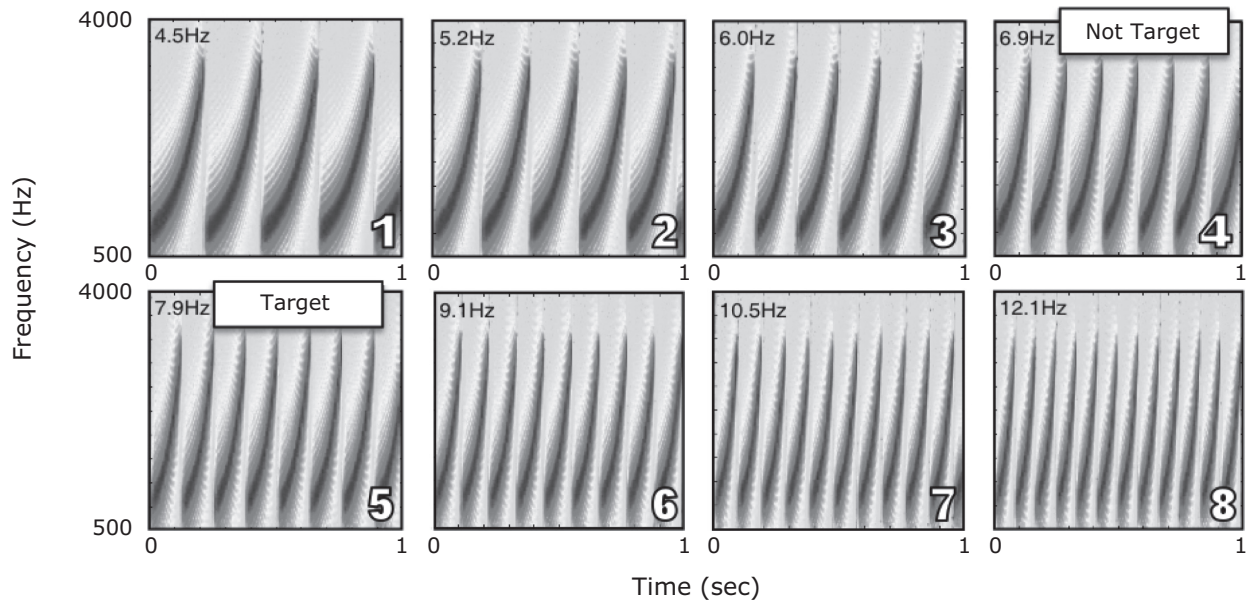 Frequency (Hz)
4000
500
4.5Hz
1
0 1
5.2Hz
2
0 1
6.0Hz
3
0 1
6.9Hz
Not Target
4
0 1
4000
500
7.9Hz
Target
5
0 1
9.1Hz
6
0 1
10.5Hz
7
0 1
12.1Hz
8
0 1
Time (sec)